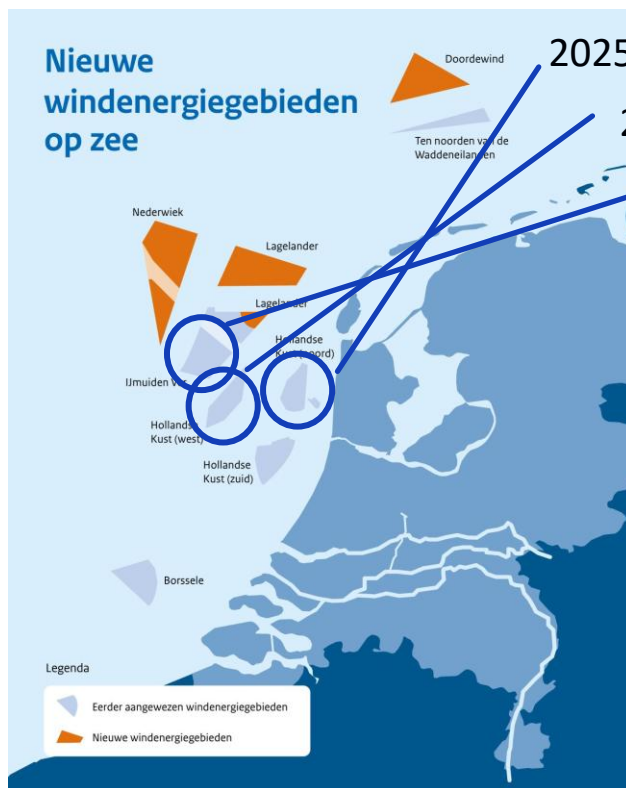 Nieuwe
windenergiegebieden
op zee
Doordewind
2025
2
Ten noorden van de
Waddeneilanden
Nederwiek
Lagelander
Lagelander
Hollandse
Kust (noord)
IJmuiden Ver
Hollandse
Kust (west)
Hollandse
Kust (zuid)
Borssele
Legenda
Eerder aangewezen windenergiegebieden
Nieuwe windenergiegebieden